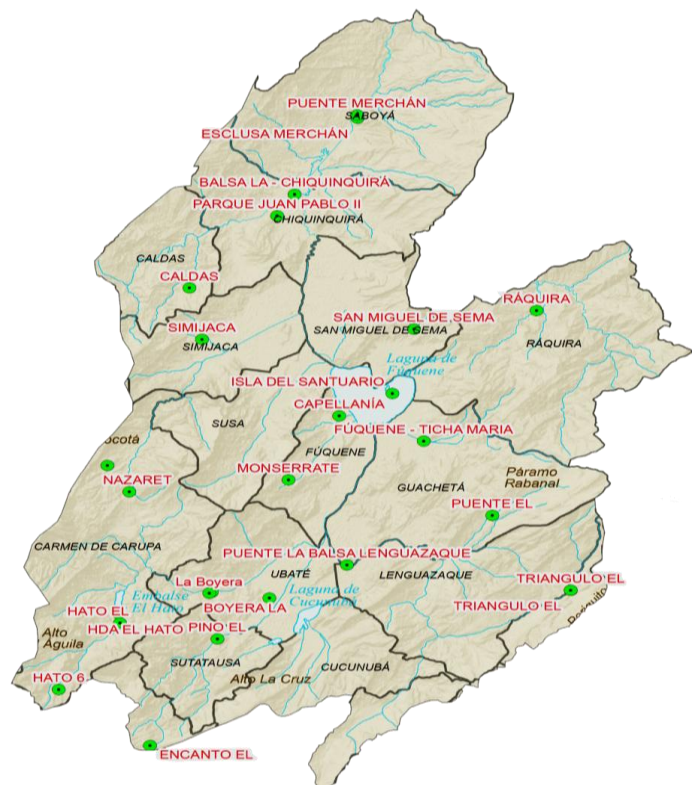 PUENTE MERCHÁN
SABOYÁ
ESCLUSA MERCHÁN
BALSA LA - CHIQUINQUIRÁ
PARQUE JUAN PABLO II
CHIQUINQUIRÁ
CALDAS
CALDAS
RÁQUIRA
SAN MIGUEL DE SEMA
SAN MIGUEL DE SEMA
SIMIJACA
SIMIJACA
RÁQUIRA
Laguna de
Fúquene
ISLA DEL SANTUARIO
CAPELLANÍA
SUSA
FÚQUENE - TICHA MARIA
ocotá
FÚQUENE
MONSERRATE
Páramo
Rabanal
NAZARET
GUACHETÁ
PUENTE EL
CARMEN DE CARUPA
PUENTE LA BALSA LENGUAZAQUE
UBATÉ
LENGUAZAQUE
La Boyera
TRIANGULO EL
Embalse
El Hato
Laguna de
Cucunubá
HATO EL
BOYERA LA
TRIANGULO EL
HDA EL HATO
PINO EL
Alto
Águila
SUTATAUSA
CUCUNUBÁ
HATO 6
Alto La Cruz
ENCANTO EL